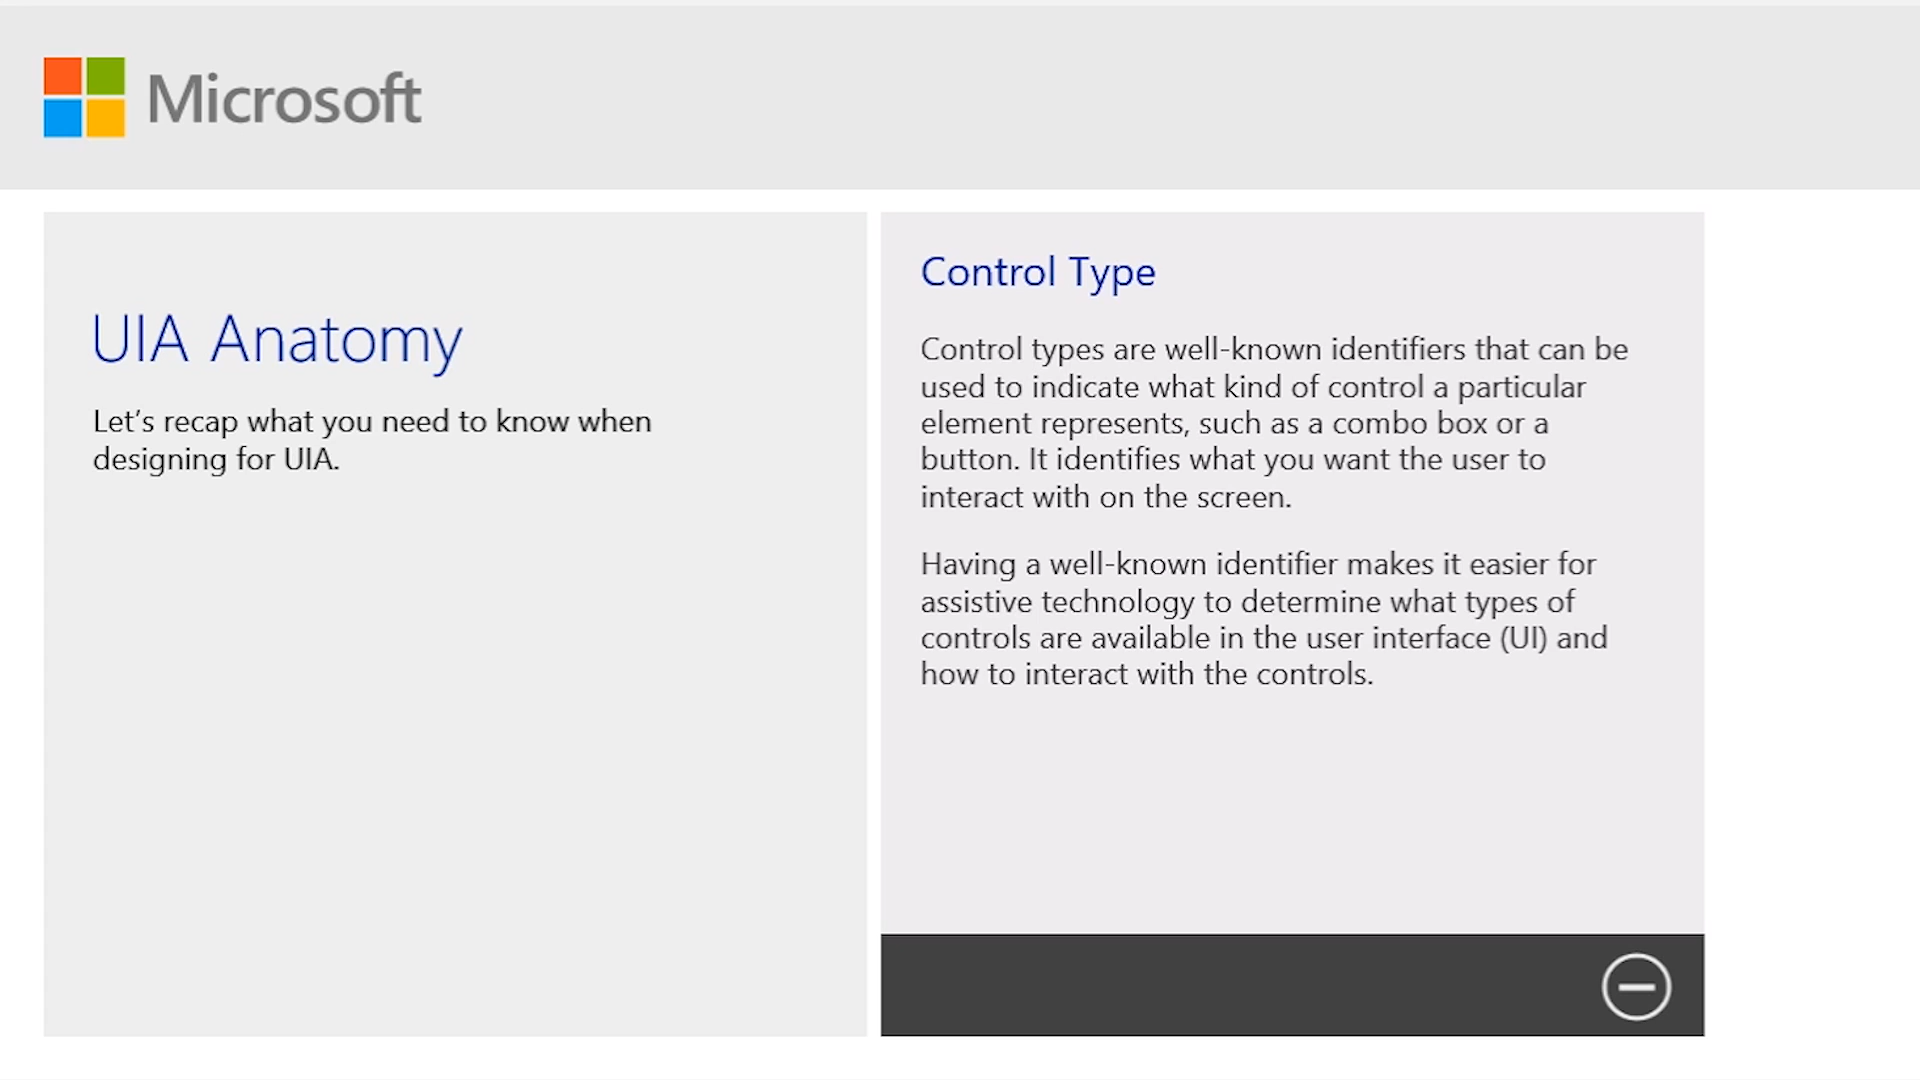 Microsoft
UIA Anatomy
Let's recap what you need to know when
designing for UIA.
Control Type
Control types are well-known identifiers that can be
used to indicate what kind of control a particular
element represents, such as a combo box or a
button. It identifies what you want the user to
interact with on the screen.
Having a well-known identifier makes it easier for
assistive technology to determine what types of
controls are available in the user interface (UI) and
how to interact with the controls.